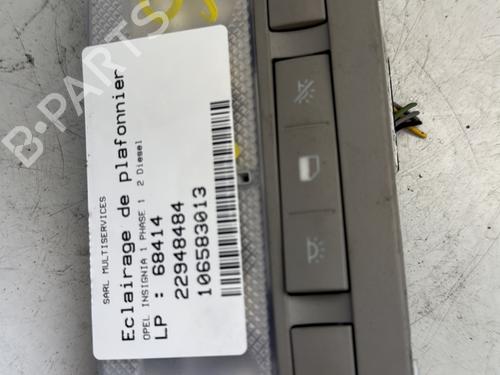 SARL MULTISERVICES
Eclairage de plafonnier
OPEL INSIGNIA 1 PHASE 1 2 Diesel
LP : 68414
22948484
106583013
B-PARTS